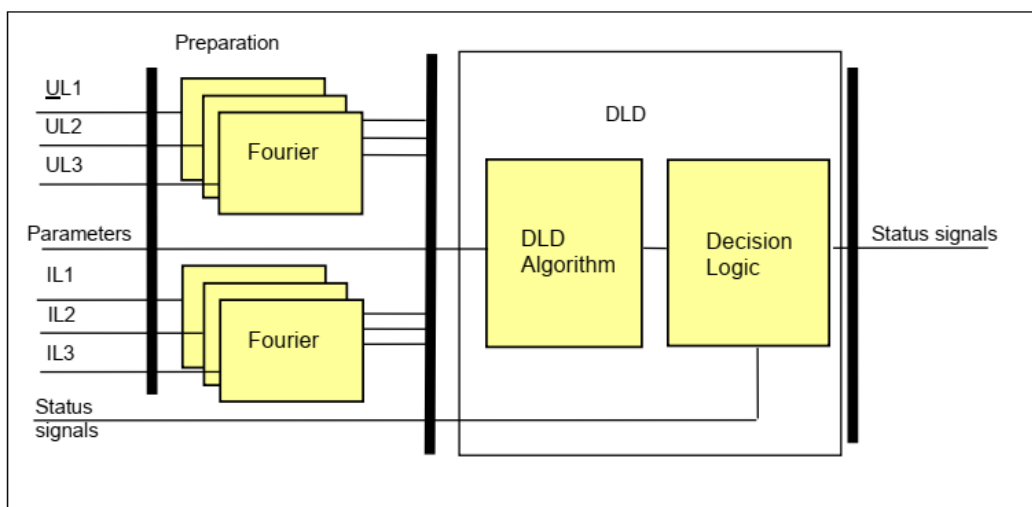 Preparation
UL1
UL2
UL3
Fourier
DLD
Parameters
DLD
Algorithm
Decision
Logic
Status signals
IL1
IL2
IL3
Fourier
Status
signals